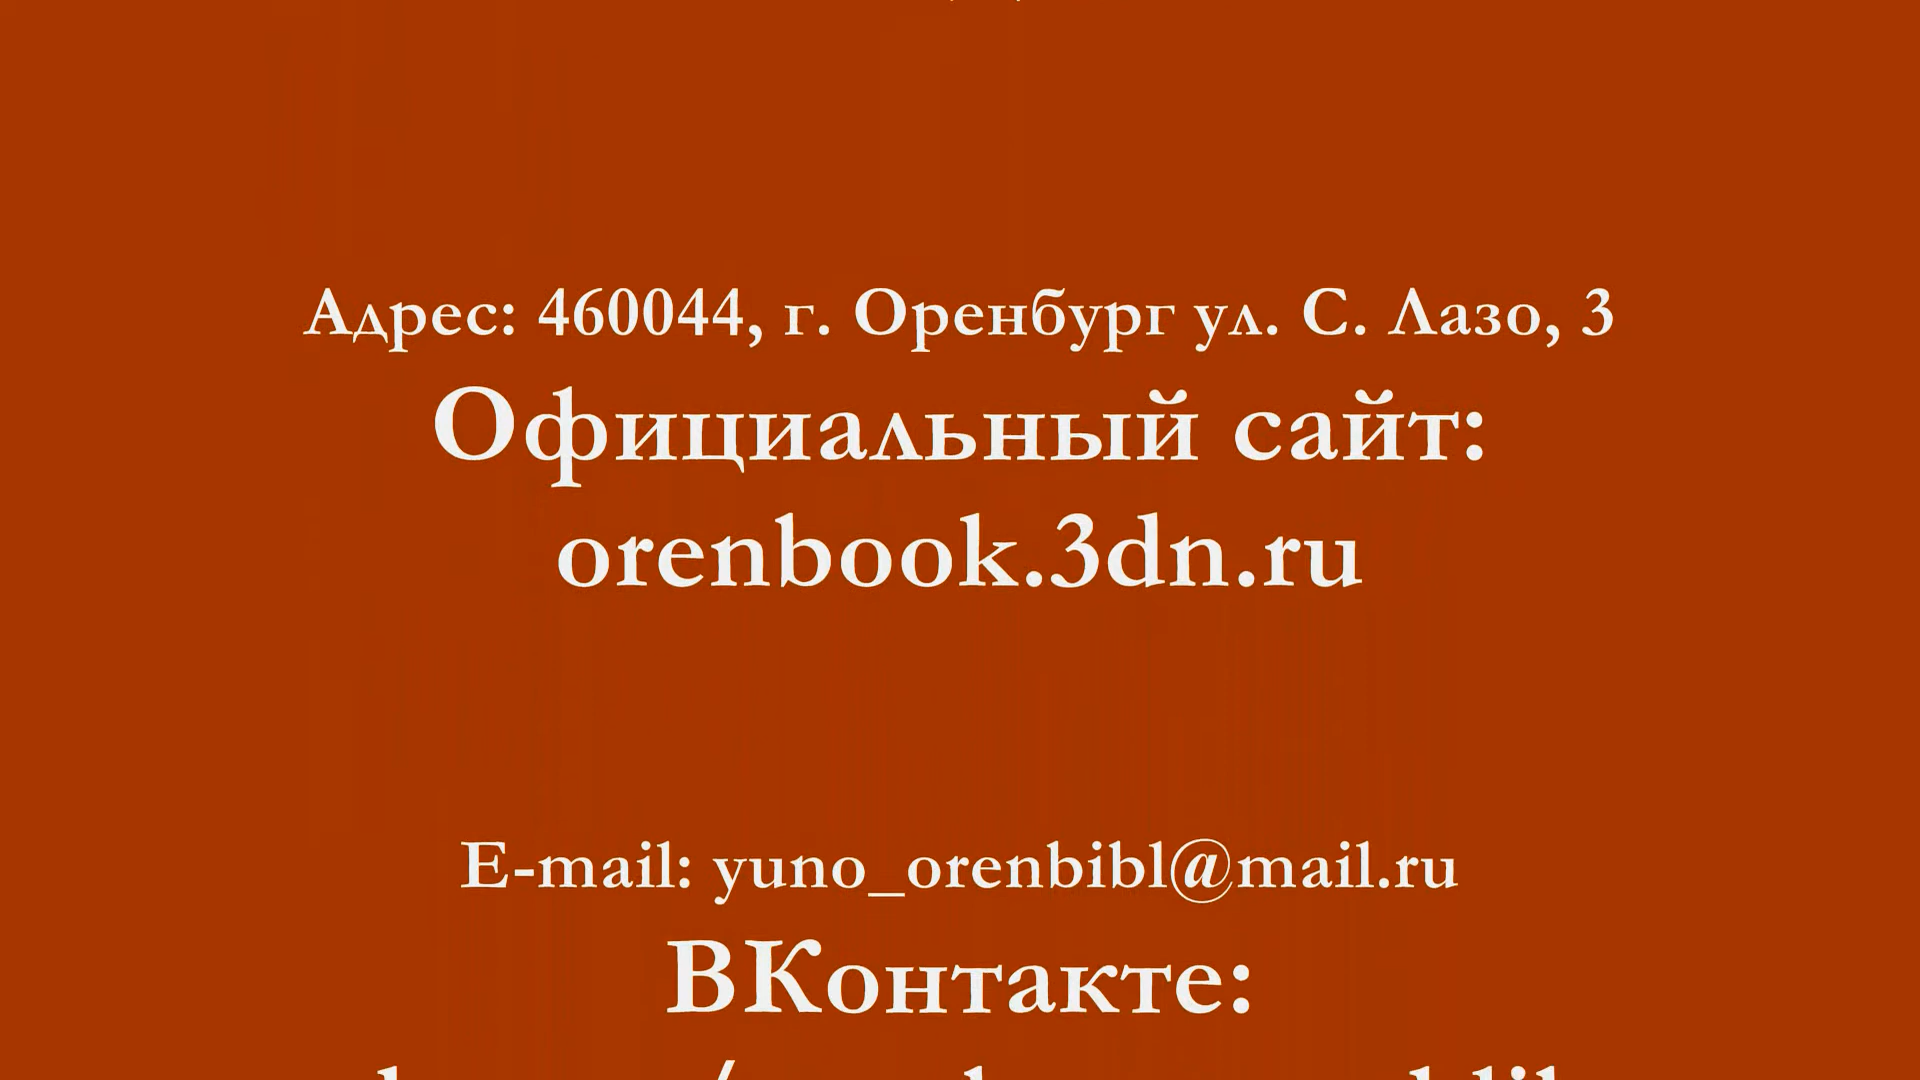 Адрес: 460044, г. Оренбург ул. С. Лазо, 3
Официальный сайт:
orenbook.3dn.ru
E-mail: yuno_orenbibl@mail.ru
ВКонтакте: